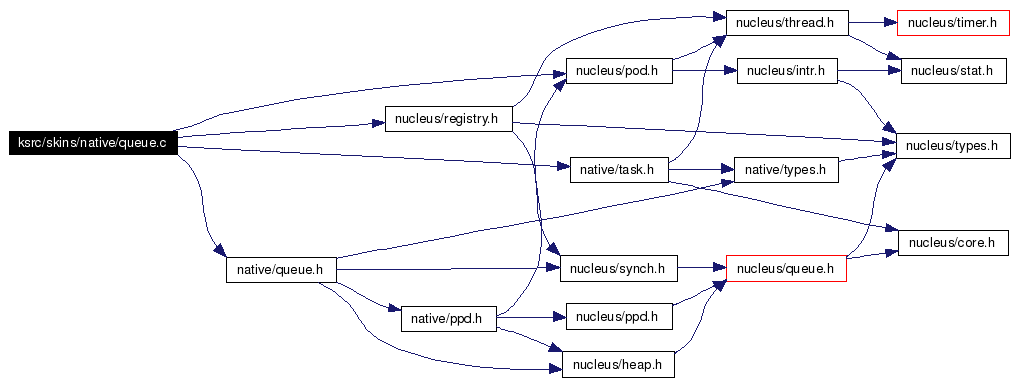 ksrc/skins/native/queue.c
nucleus/registry.h
native/queue.h
native/ppd.h
nucleus/pod.h
native/task.h
nucleus/synch.h
nucleus/ppd.h
nucleus/heap.h
nucleus/thread.h
nucleus/intr.h
native/types.h
nucleus/queue.h
nucleus/timer.h
nucleus/stat.h
nucleus/types.h
nucleus/core.h